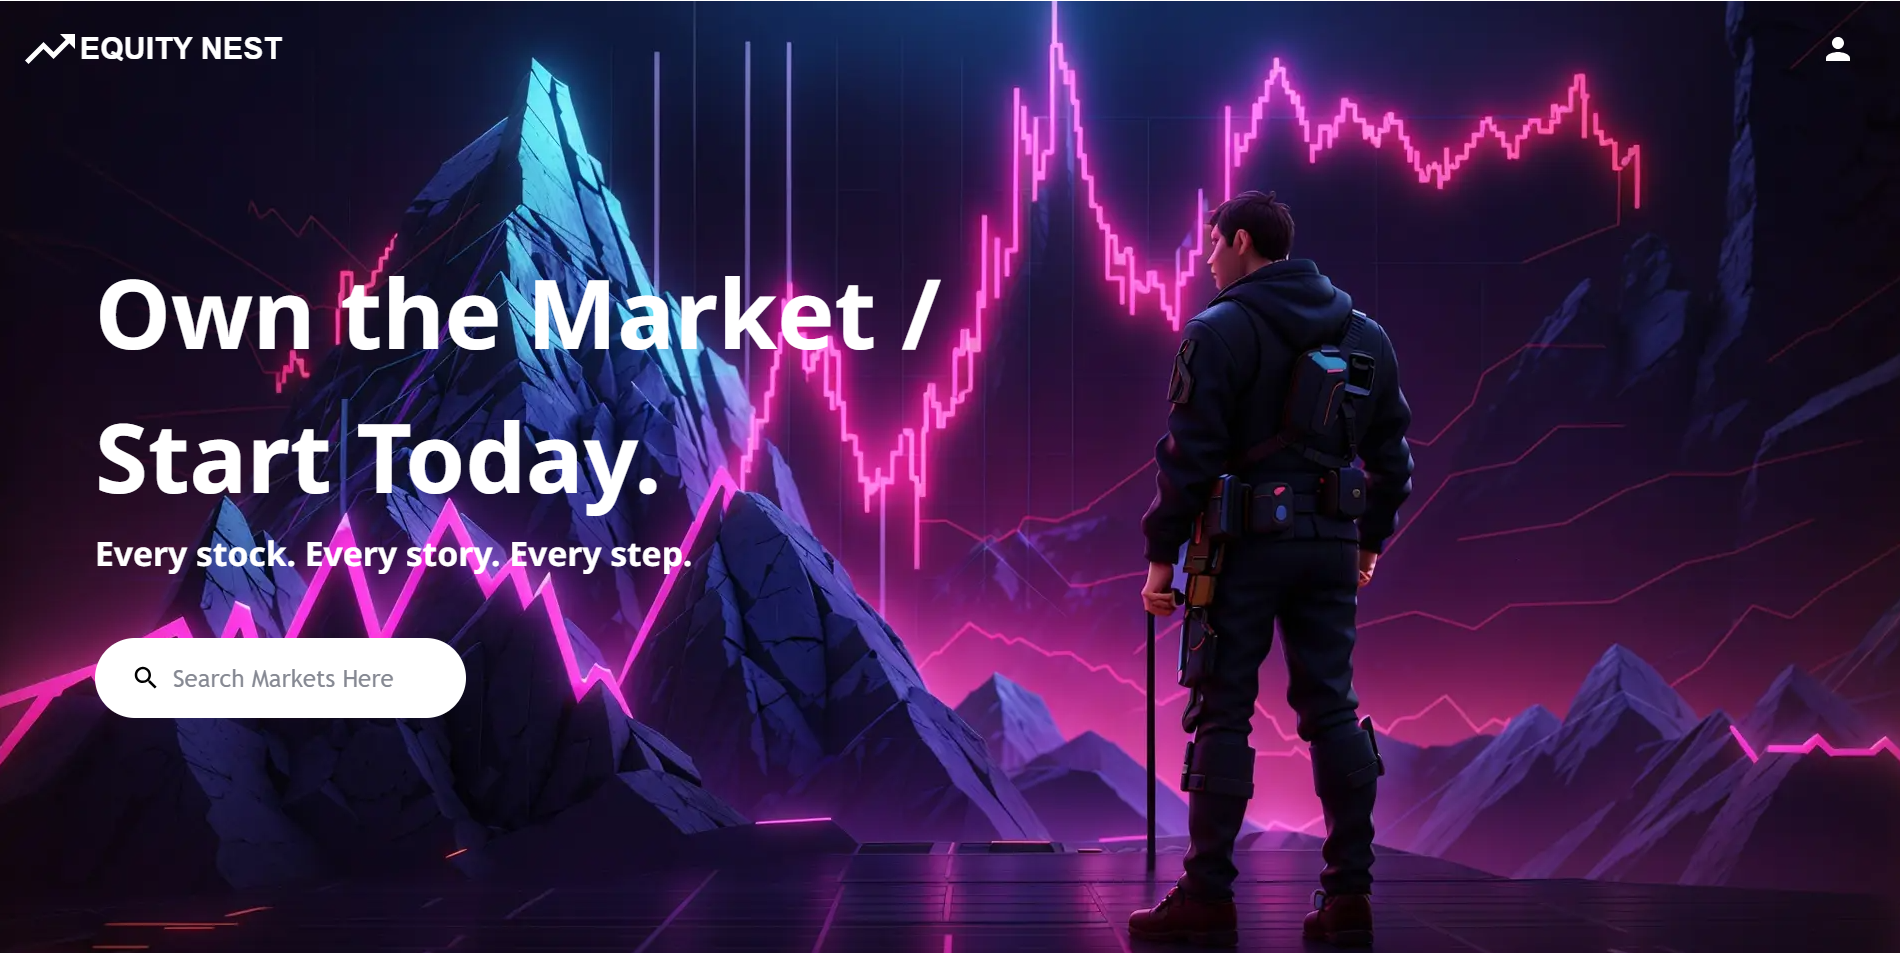 EQUITY NEST
Own the Market /
Start Today.
Every stock. Every story. Every step.
Search Markets Here